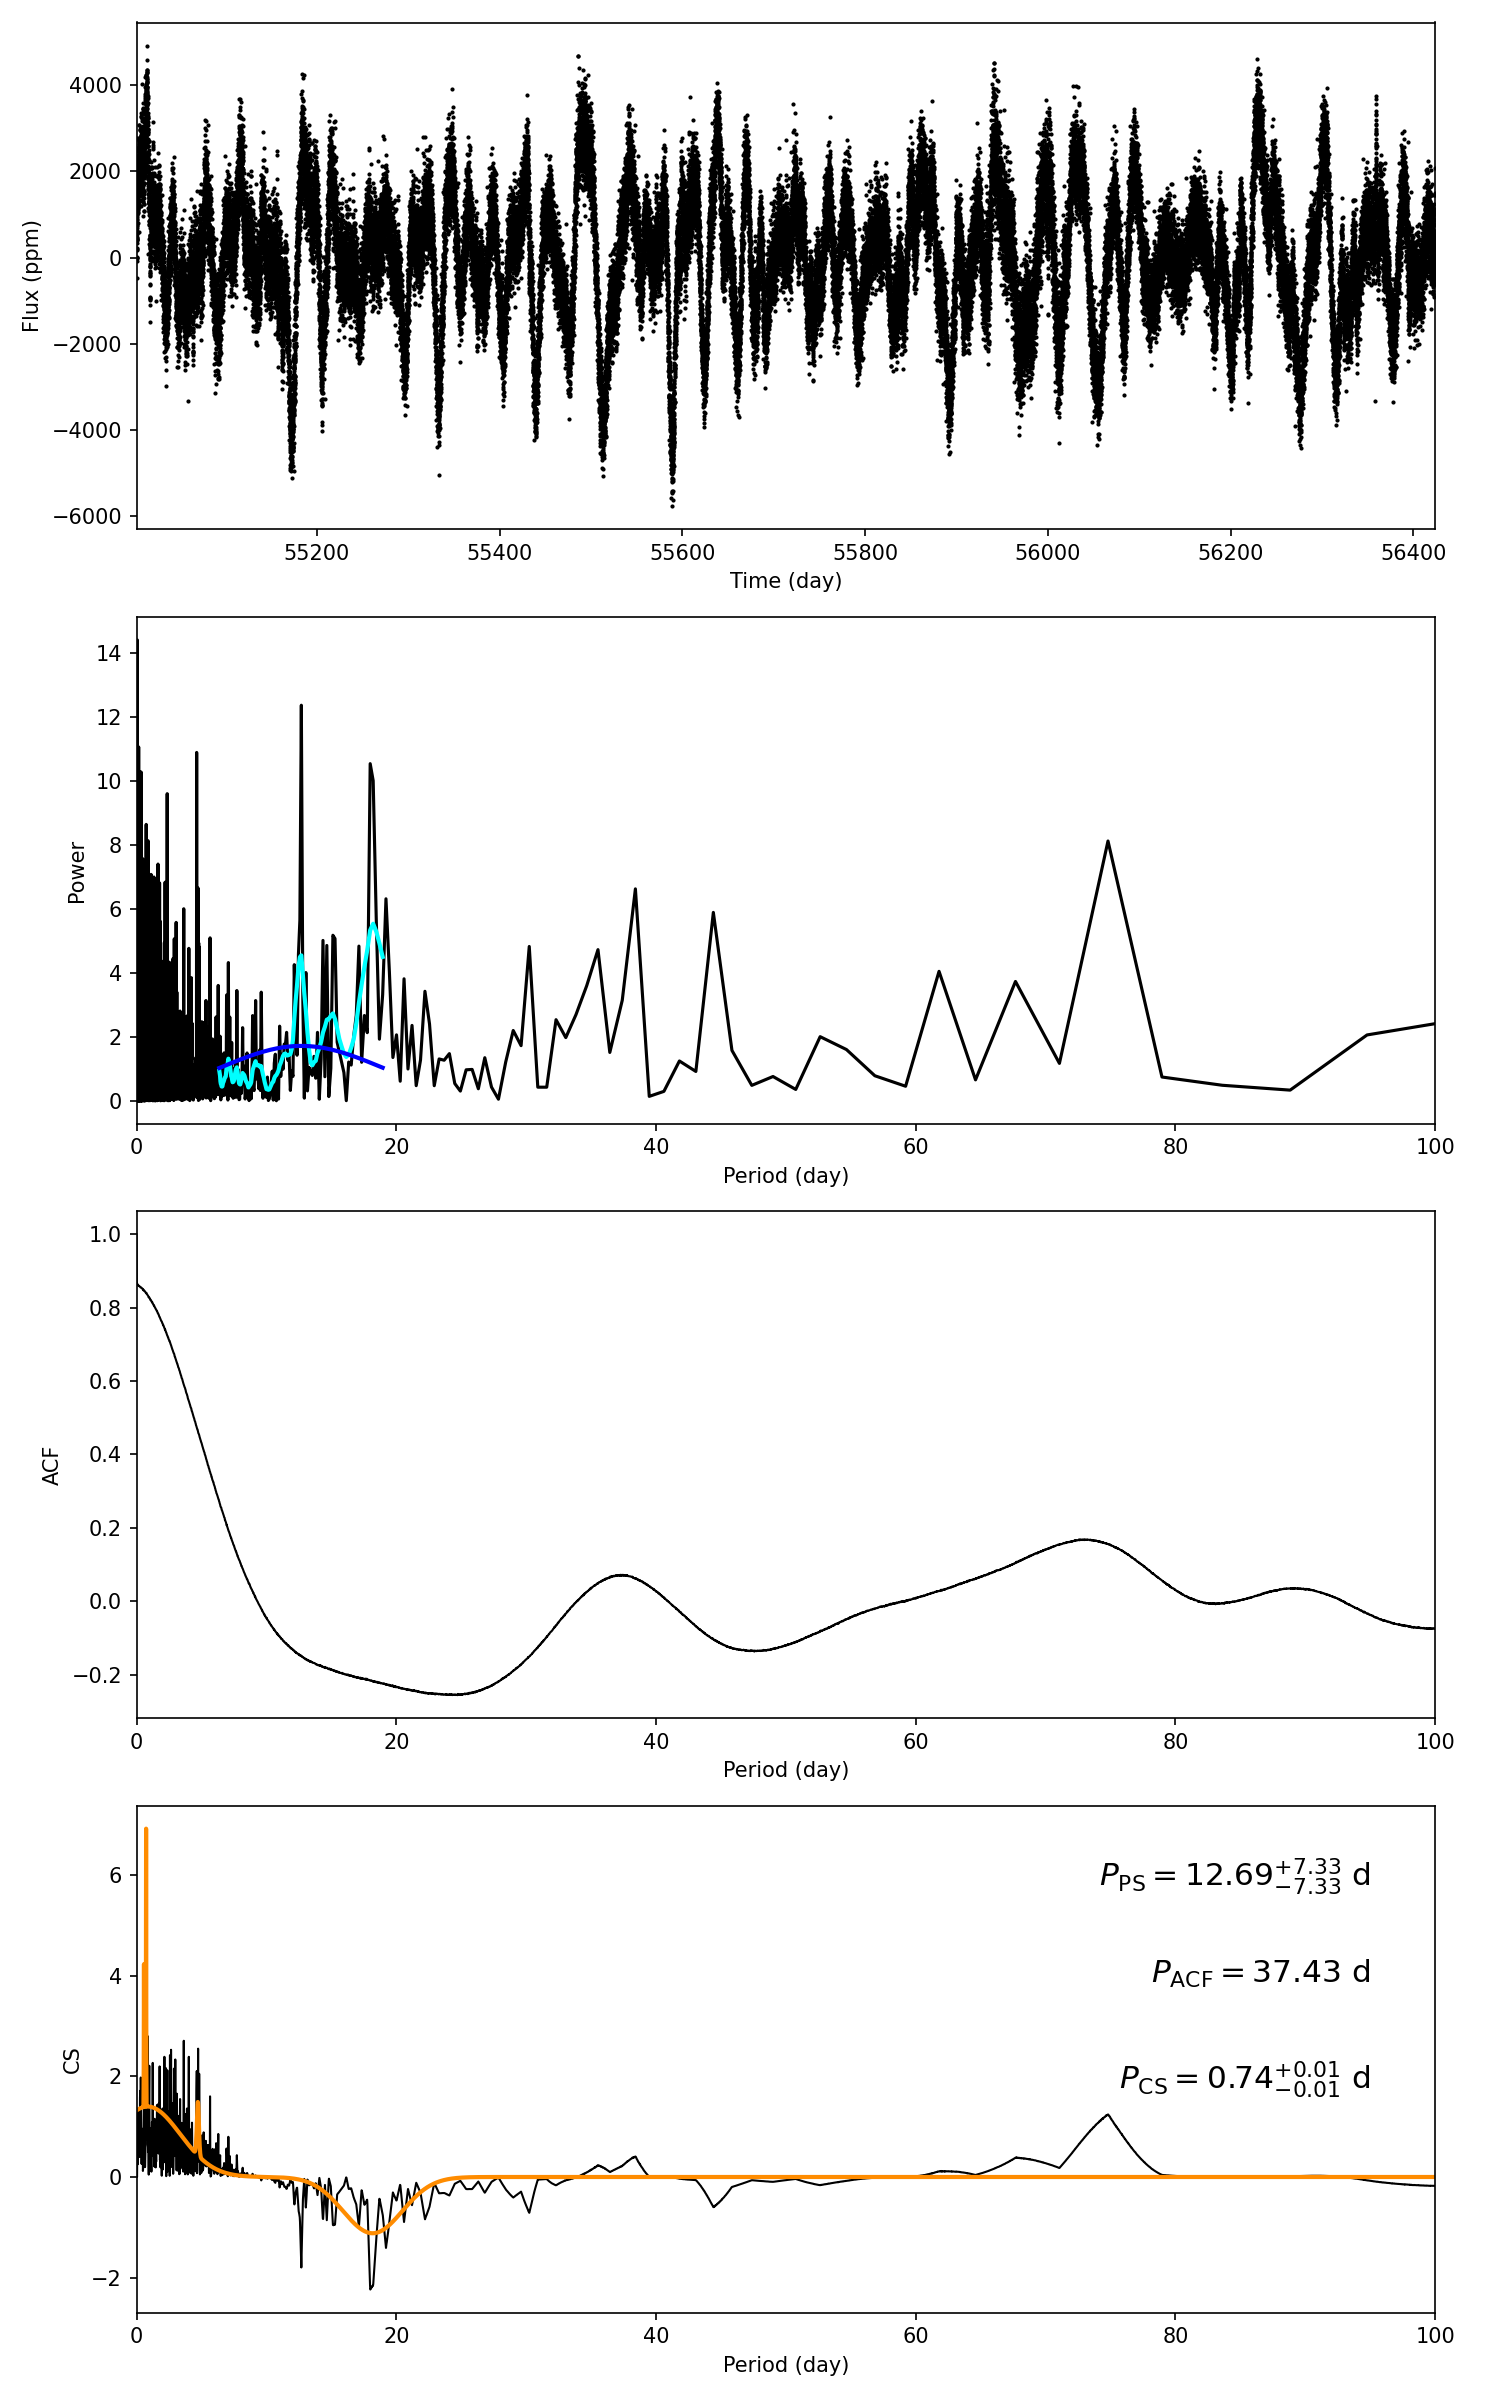 4000
2000
0
−2000
−4000
−6000
Flux (ppm)
55200 55400 55600 55800 56000 56200 56400
Time (day)
14
12
10
8
6
4
2
0
Power
0 20 40 60 80 100
Period (day)
1.0
0.8
0.6
0.4
0.2
0.0
−0.2
ACF
0 20 40 60 80 100
Period (day)
6
4
2
0
−2
CS
P_PS = 12.69^{+7.33}_{−7.33} d
P_ACF = 37.43 d
P_CS = 0.74^{+0.01}_{−0.01} d
0 20 40 60 80 100
Period (day)